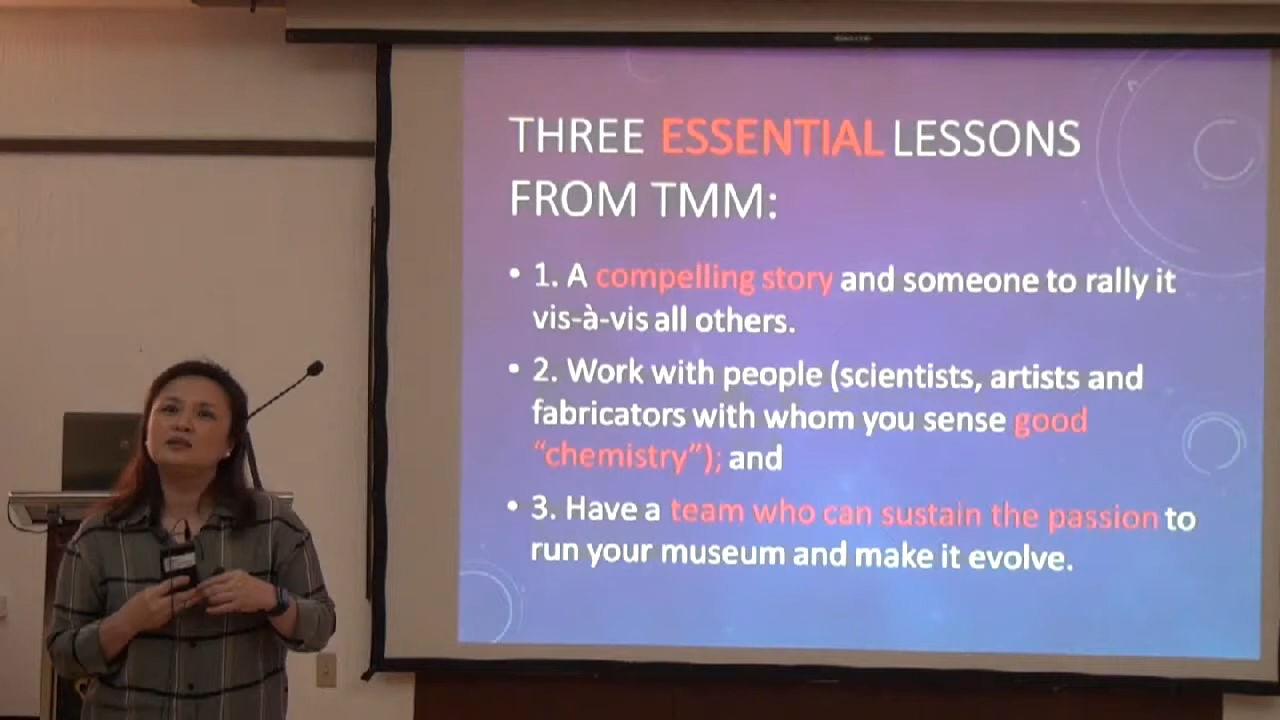 THREE ESSENTIAL LESSONS
FROM TMM:
• 1. A compelling story and someone to rally it
vis-à-vis all others.
• 2. Work with people (scientists, artists and
fabricators with whom you sense good
“chemistry”); and
• 3. Have a team who can sustain the passion to
run your museum and make it evolve.